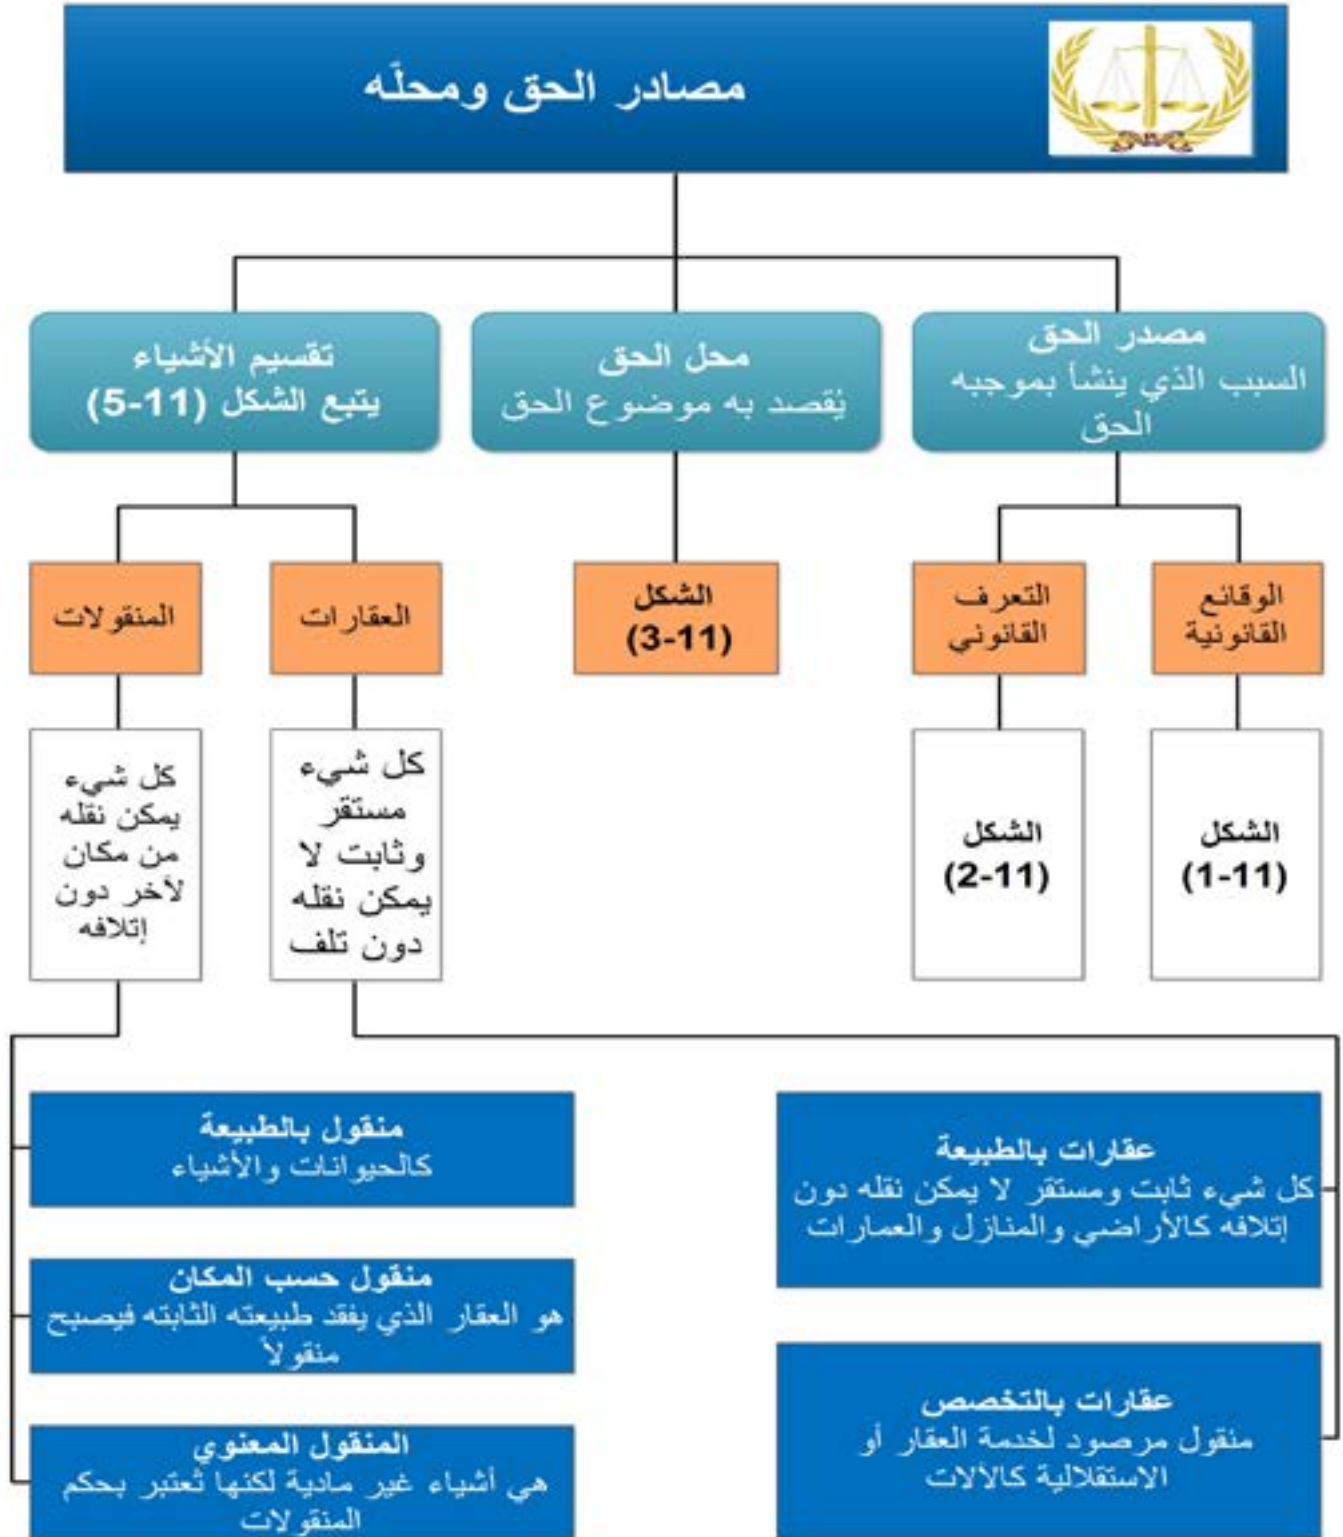 مصادر الحق ومحلّه
مصدر الحق
السبب الذي ينشأ بموجبه
الحق
محل الحق
يُقصد به موضوع الحق
تقسيم الأشياء
يتبع الشكل (11-5)
الوقائع
القانونية
التعرف
القانوني
الشكل
(11-3)
العقارات
المنقولات
الشكل
(11-1)
الشكل
(11-2)
كل شيء
مستقر
وثابت لا
يمكن نقله
دون تلف
كل شيء
يمكن نقله
من مكان
لأخر دون
إتلافه
عقارات بالطبيعة
كل شيء ثابت ومستقر لا يمكن نقله دون
إتلافه كالأراضي والمنازل والعمارات
عقارات بالتخصص
منقول مرصود لخدمة العقار أو
الاستقلالية كالألات
منقول بالطبيعة
كالحيوانات والأشياء
منقول حسب المكان
هو العقار الذي يفقد طبيعته الثابته فيصبح
منقولاً
المنقول المعنوي
هي أشياء غير مادية لكنها تُعتبر بحكم
المنقولات